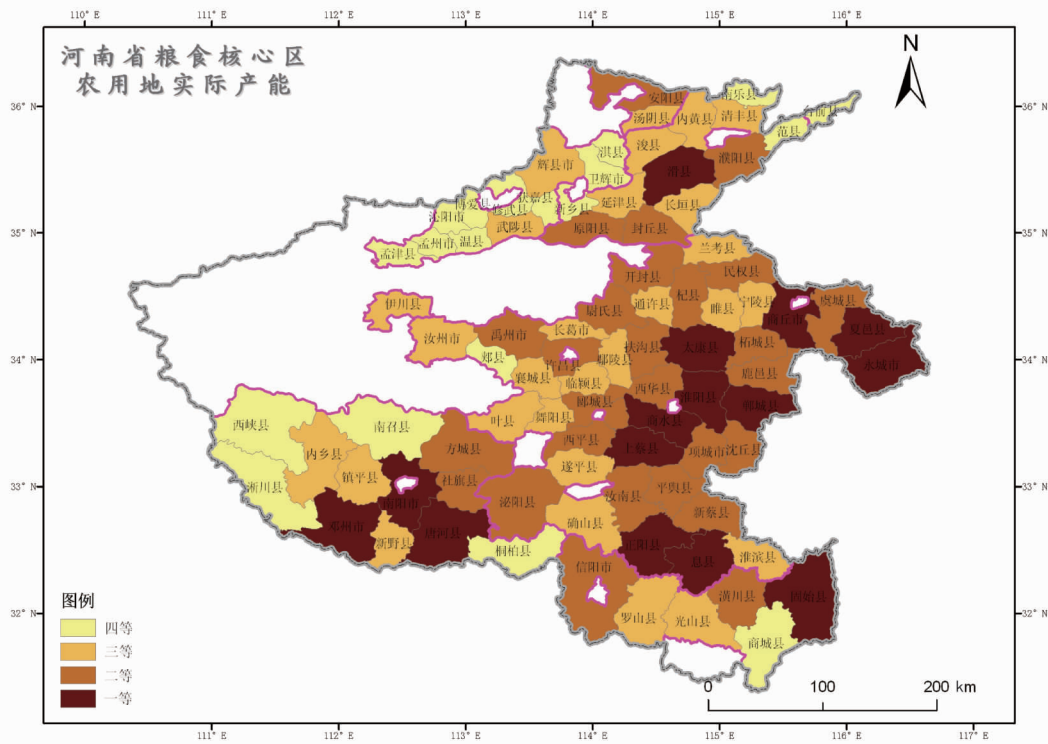 110° E
111° E
112° E
113° E
114° E
115° E
116° E
河南省粮食核心区
农用地实际产能
N
36° N
36° N
35° N
35° N
34° N
34° N
33° N
33° N
32° N
32° N
安阳县
南乐县
台前县
汤阴县
内黄县
清丰县
范县
浚县
濮阳县
淇县
辉县市
滑县
卫辉市
获嘉县
博爱县
修武县
新乡县
延津县
长垣县
沁阳市
武陟县
原阳县
封丘县
温县
孟州市
孟津县
兰考县
开封县
民权县
伊川县
尉氏县
通许县
杞县
睢县
宁陵县
商丘市
虞城县
夏邑县
汝州市
禹州市
长葛市
许昌县
鄢陵县
扶沟县
太康县
柘城县
永城市
郏县
襄城县
临颍县
西华县
淮阳县
鹿邑县
郸城县
西峡县
南召县
叶县
舞阳县
郾城县
商水县
内乡县
方城县
西平县
上蔡县
项城市
沈丘县
淅川县
镇平县
社旗县
遂平县
南阳市
泌阳县
汝南县
平舆县
邓州市
唐河县
新野县
确山县
新蔡县
桐柏县
正阳县
息县
淮滨县
信阳市
潢川县
固始县
罗山县
光山县
商城县
图例
四等
三等
二等
一等
0 100 200 km
111° E
112° E
113° E
114° E
115° E
116° E
117° E